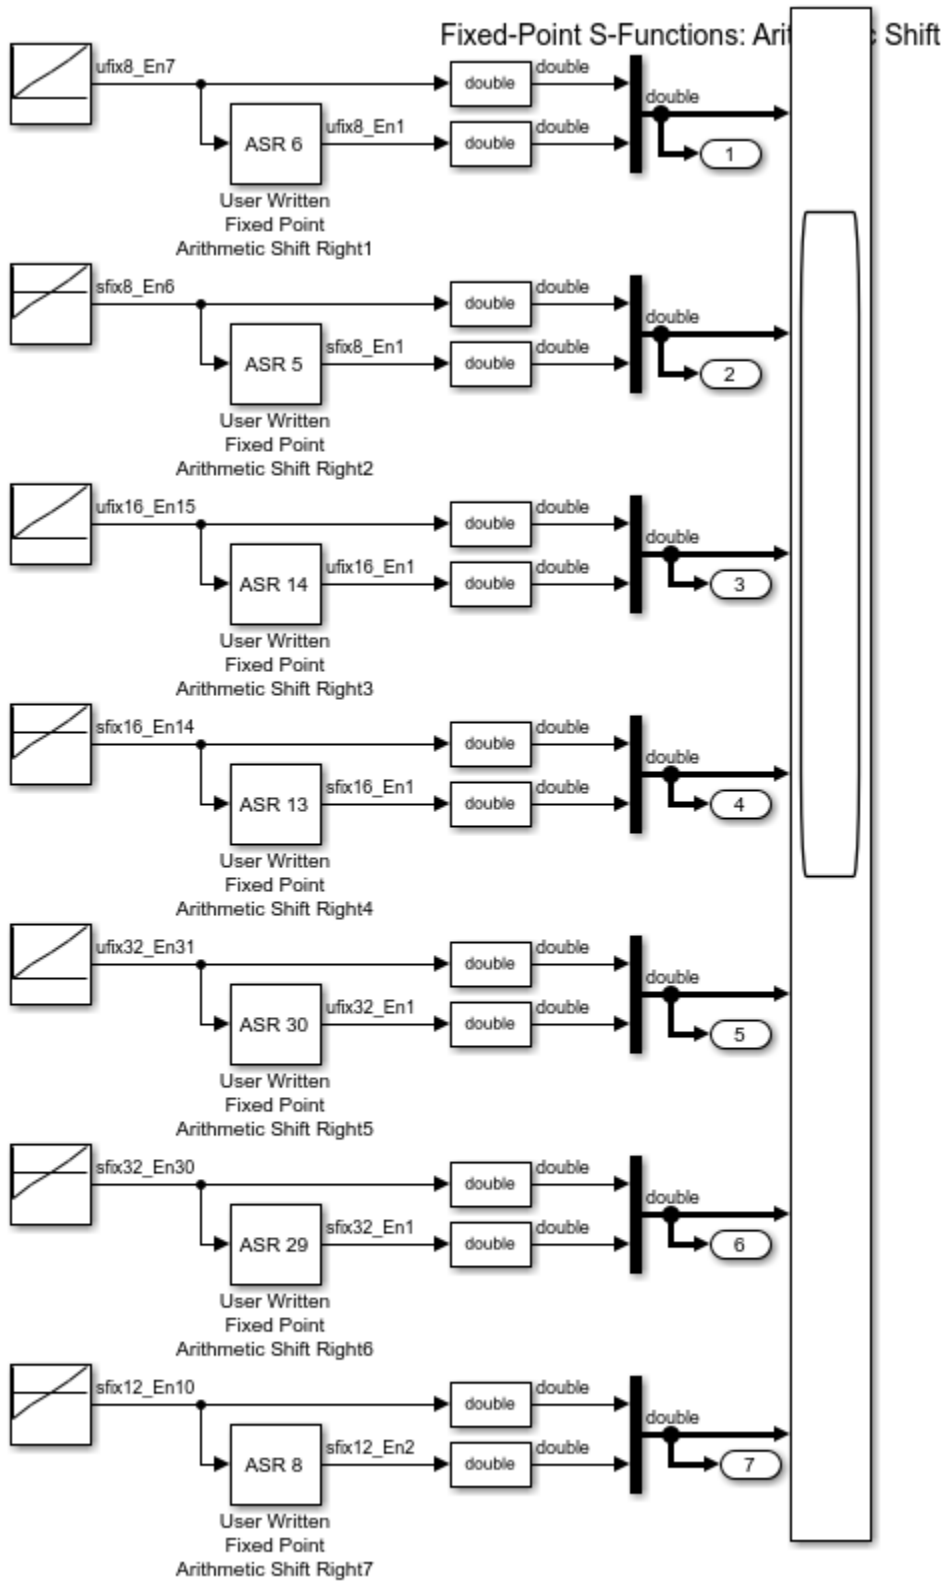 Fixed-Point S-Functions: Ari c Shift
ufix8_En7
double
double
double
ASR 6
ufix8_En1
double
double
1
User Written
Fixed Point
Arithmetic Shift Right1
sfix8_En6
double
double
double
ASR 5
sfix8_En1
double
double
2
User Written
Fixed Point
Arithmetic Shift Right2
ufix16_En15
double
double
double
ASR 14
ufix16_En1
double
double
3
User Written
Fixed Point
Arithmetic Shift Right3
sfix16_En14
double
double
double
ASR 13
sfix16_En1
double
double
4
User Written
Fixed Point
Arithmetic Shift Right4
ufix32_En31
double
double
double
ASR 30
ufix32_En1
double
double
5
User Written
Fixed Point
Arithmetic Shift Right5
sfix32_En30
double
double
double
ASR 29
sfix32_En1
double
double
6
User Written
Fixed Point
Arithmetic Shift Right6
sfix12_En10
double
double
double
ASR 8
sfix12_En2
double
double
7
User Written
Fixed Point
Arithmetic Shift Right7